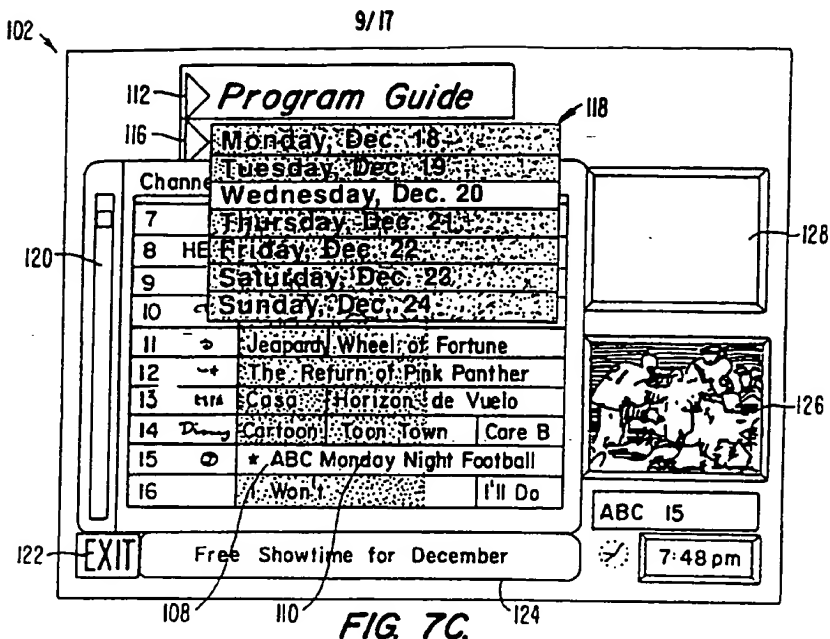 9/17
102
112
Program Guide
116
118
Monday, Dec. 18
Tuesday, Dec. 19
Wednesday, Dec. 20
Thursday, Dec. 21
Friday, Dec. 22
Saturday, Dec. 23
Sunday, Dec. 24
Channe
7
8 HE
9
10
120
128
11 Jeopardy Wheel of Fortune
12 The Return of Pink Panther
13 Casa Horizon de Vuelo
14 Disney Cartoon Toon Town Care B
15 * ABC Monday Night Football
16 I Won't I'll Do
126
ABC 15
122
EXIT
Free Showtime for December
7:48 pm
108
110
124
FIG. 7C.